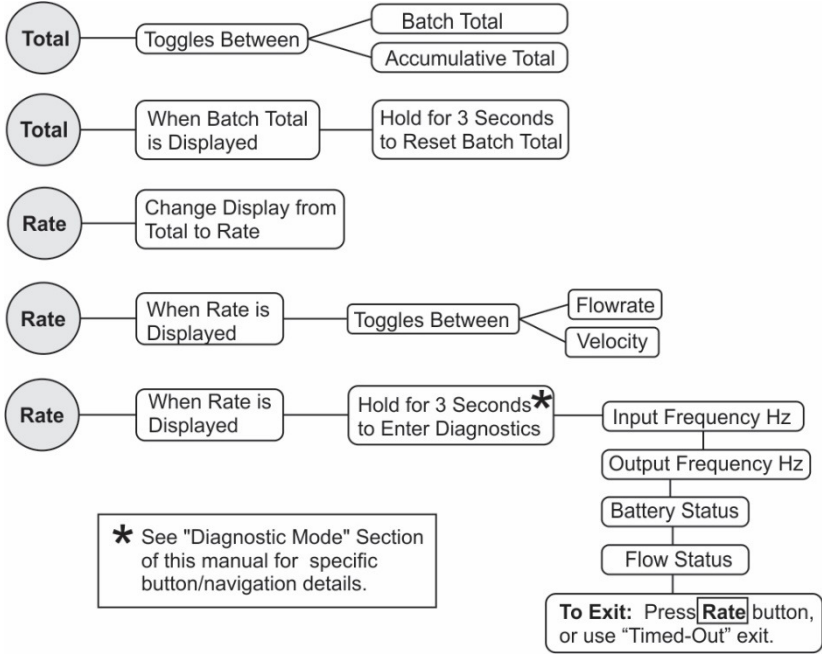 Total
Toggles Between
Batch Total
Accumulative Total
Total
When Batch Total
is Displayed
Hold for 3 Seconds
to Reset Batch Total
Rate
Change Display from
Total to Rate
Rate
When Rate is
Displayed
Toggles Between
Flowrate
Velocity
Rate
When Rate is
Displayed
Hold for 3 Seconds*
to Enter Diagnostics
Input Frequency Hz
Output Frequency Hz
Battery Status
Flow Status
To Exit: Press Rate button,
or use “Timed-Out” exit.
* See "Diagnostic Mode" Section
of this manual for specific
button/navigation details.